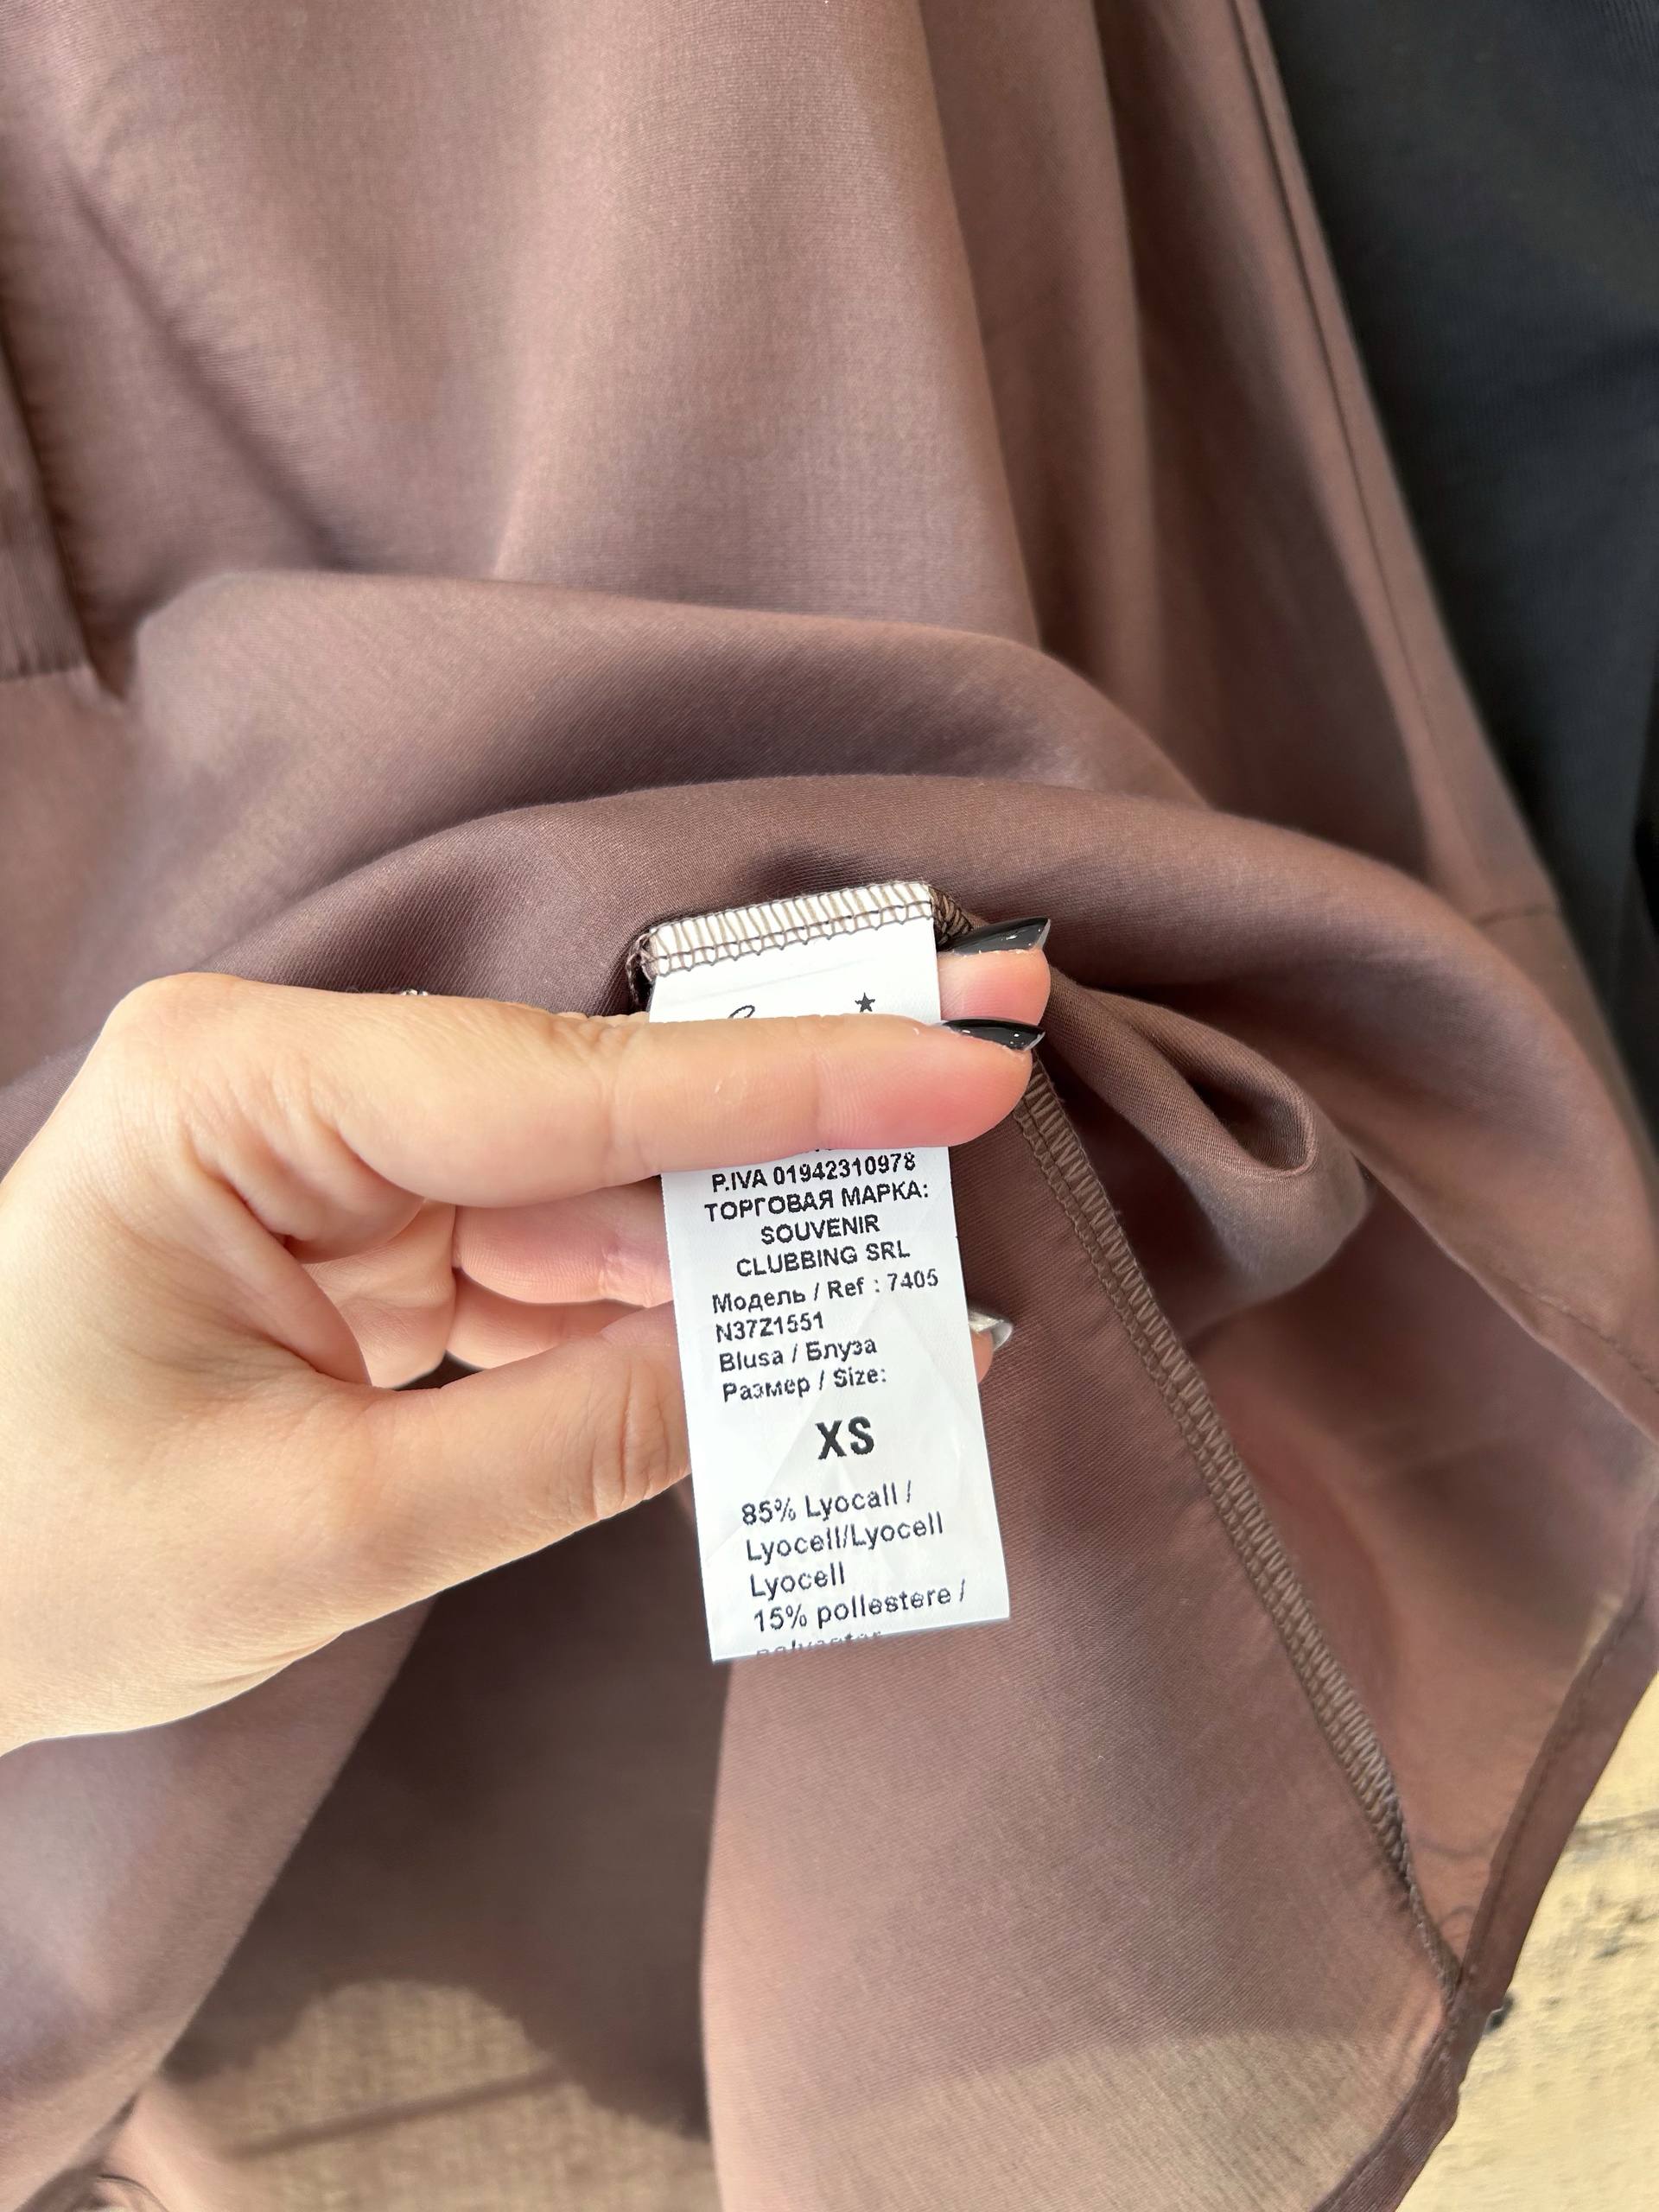 P.IVA 01942310978
ТОРГОВАЯ МАРКА:
SOUVENIR
CLUBBING SRL
Модель / Ref : 7405
N37Z1551
Blusa / Блуза
Размер / Size:
XS
85% Lyocall /
Lyocell/Lyocell
Lyocell
15% pollestere /
polyester